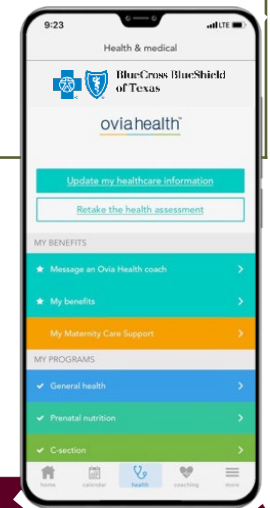 9:23
LTE
Health & medical
BlueCross BlueShield
of Texas
oviahealth™
Update my healthcare information
Retake the health assessment
MY BENEFITS
Message an Ovia Health coach
My benefits
My Maternity Care Support
MY PROGRAMS
General health
Prenatal nutrition
C-section
home calendar health coaching more